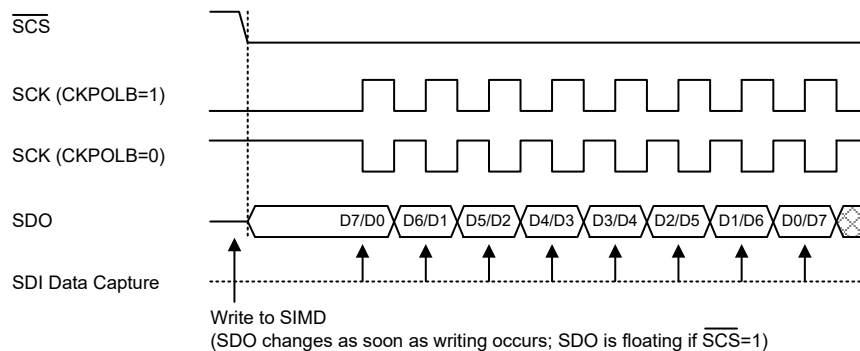 SCS
SCK (CKPOLB=1)
SCK (CKPOLB=0)
SDO
D7/D0 D6/D1 D5/D2 D4/D3 D3/D4 D2/D5 D1/D6 D0/D7
SDI Data Capture
Write to SIMD
(SDO changes as soon as writing occurs; SDO is floating if SCS=1)